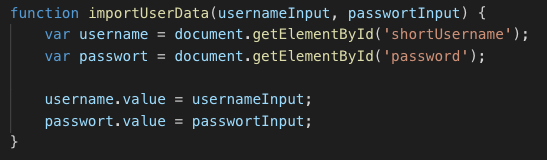 function importUserData(usernameInput, passwortInput) {
    var username = document.getElementById('shortUsername');
    var passwort = document.getElementById('password');

    username.value = usernameInput;
    passwort.value = passwortInput;
}